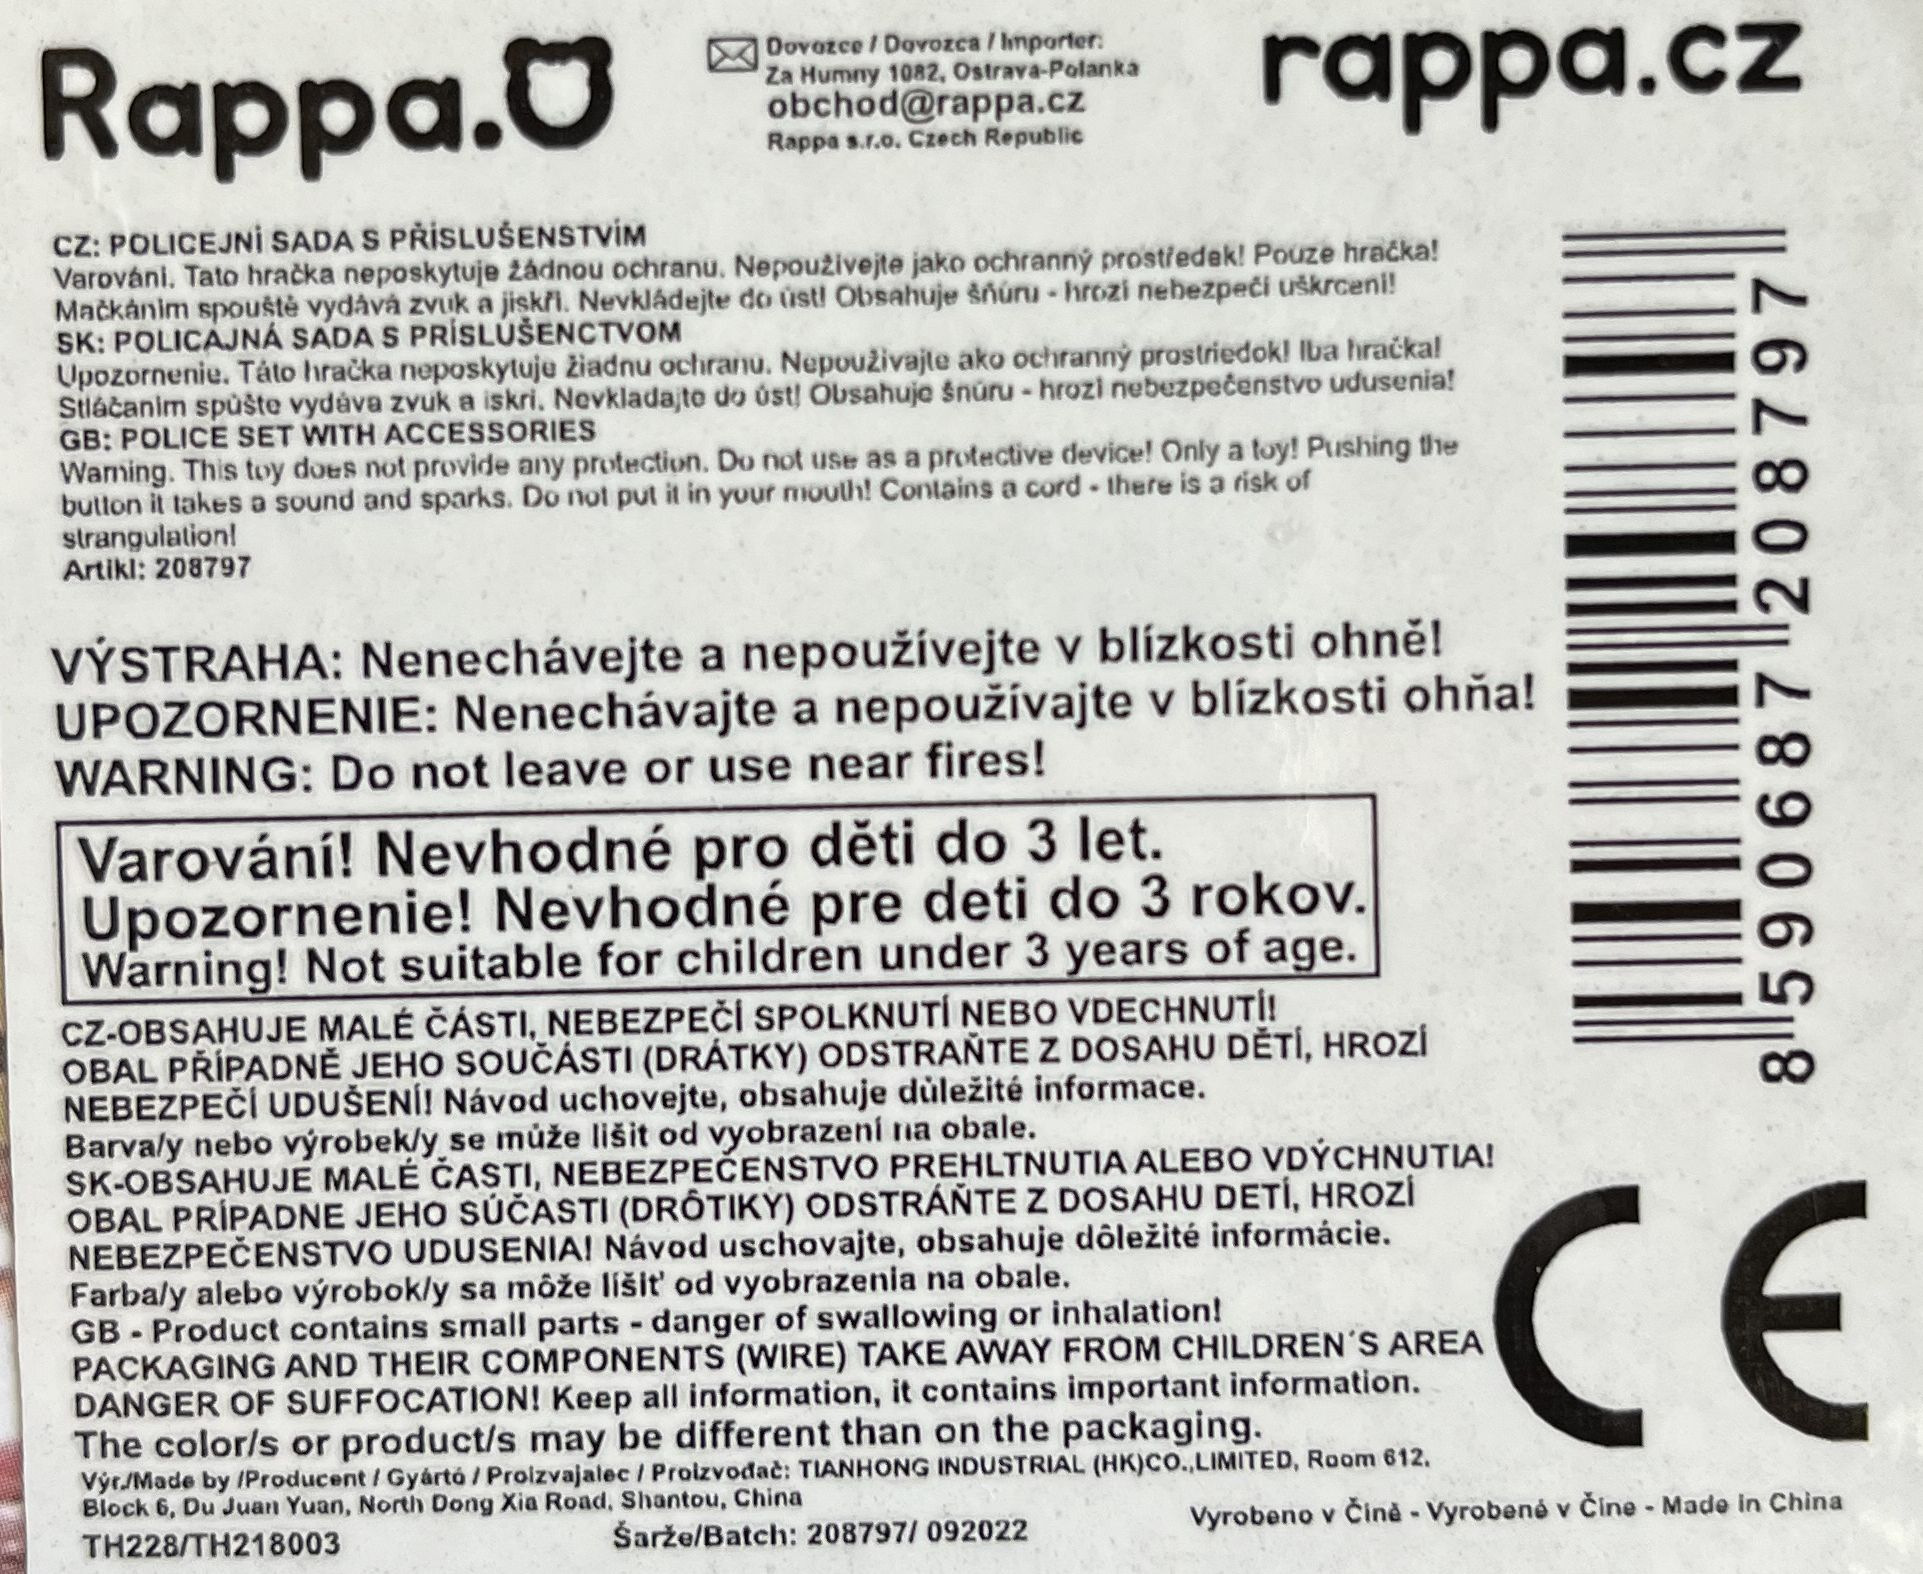 Rappa.
Dovozce / Dovozca / Importer:
Za Humny 1082, Ostrava-Polanka
obchod@rappa.cz
Rappa s.r.o. Czech Republic
rappa.cz
CZ: POLICEJNÍ SADA S PŘÍSLUŠENSTVÍM
Varování. Tato hračka neposkytuje žádnou ochranu. Nepoužívejte jako ochranný prostředek! Pouze hračka!
Mačkáním spouště vydává zvuk a jiskří. Nevkládejte do úst! Obsahuje šňůru - hrozí nebezpečí uškrcení!
SK: POLICAJNÁ SADA S PRÍSLUŠENCTVOM
Upozornenie. Táto hračka neposkytuje žiadnu ochranu. Nepoužívajte ako ochranný prostriedok! Iba hračka!
Stláčaním spúšte vydáva zvuk a iskrí. Nevkladajte do úst! Obsahuje šnúru - hrozí nebezpečenstvo udusenia!
GB: POLICE SET WITH ACCESSORIES
Warning. This toy does not provide any protection. Do not use as a protective device! Only a toy! Pushing the
button it takes a sound and sparks. Do not put it in your mouth! Contains a cord - there is a risk of
strangulation!
Artikl: 208797
VÝSTRAHA: Nenechávejte a nepoužívejte v blízkosti ohně!
UPOZORNENIE: Nenechávajte a nepoužívajte v blízkosti ohňa!
WARNING: Do not leave or use near fires!
Varování! Nevhodné pro děti do 3 let.
Upozornenie! Nevhodné pre deti do 3 rokov.
Warning! Not suitable for children under 3 years of age.
CZ-OBSAHUJE MALÉ ČÁSTI, NEBEZPEČÍ SPOLKNUTÍ NEBO VDECHNUTÍ!
OBAL PŘÍPADNĚ JEHO SOUČÁSTI (DRÁTKY) ODSTRAŇTE Z DOSAHU DĚTÍ, HROZÍ
NEBEZPEČÍ UDUŠENÍ! Návod uchovejte, obsahuje důležité informace.
Barva/y nebo výrobek/y se může lišit od vyobrazení na obale.
SK-OBSAHUJE MALÉ ČASTI, NEBEZPEČENSTVO PREHLTNUTIA ALEBO VDÝCHNUTIA!
OBAL PRÍPADNE JEHO SÚČASTI (DRÔTIKY) ODSTRÁŇTE Z DOSAHU DETÍ, HROZÍ
NEBEZPEČENSTVO UDUSENIA! Návod uschovajte, obsahuje dôležité informácie.
Farba/y alebo výrobok/y sa môže líšiť od vyobrazenia na obale.
GB - Product contains small parts - danger of swallowing or inhalation!
PACKAGING AND THEIR COMPONENTS (WIRE) TAKE AWAY FROM CHILDREN´S AREA
DANGER OF SUFFOCATION! Keep all information, it contains important information.
The color/s or product/s may be different than on the packaging.
Výr./Made by /Producent / Gyártó / Proizvajalec / Proizvođač: TIANHONG INDUSTRIAL (HK)CO.,LIMITED, Room 612,
Block 6, Du Juan Yuan, North Dong Xia Road, Shantou, China
TH228/TH218003
Šarže/Batch: 208797/ 092022
Vyrobeno v Číně - Vyrobené v Číne - Made in China
8 590687 208797
CE